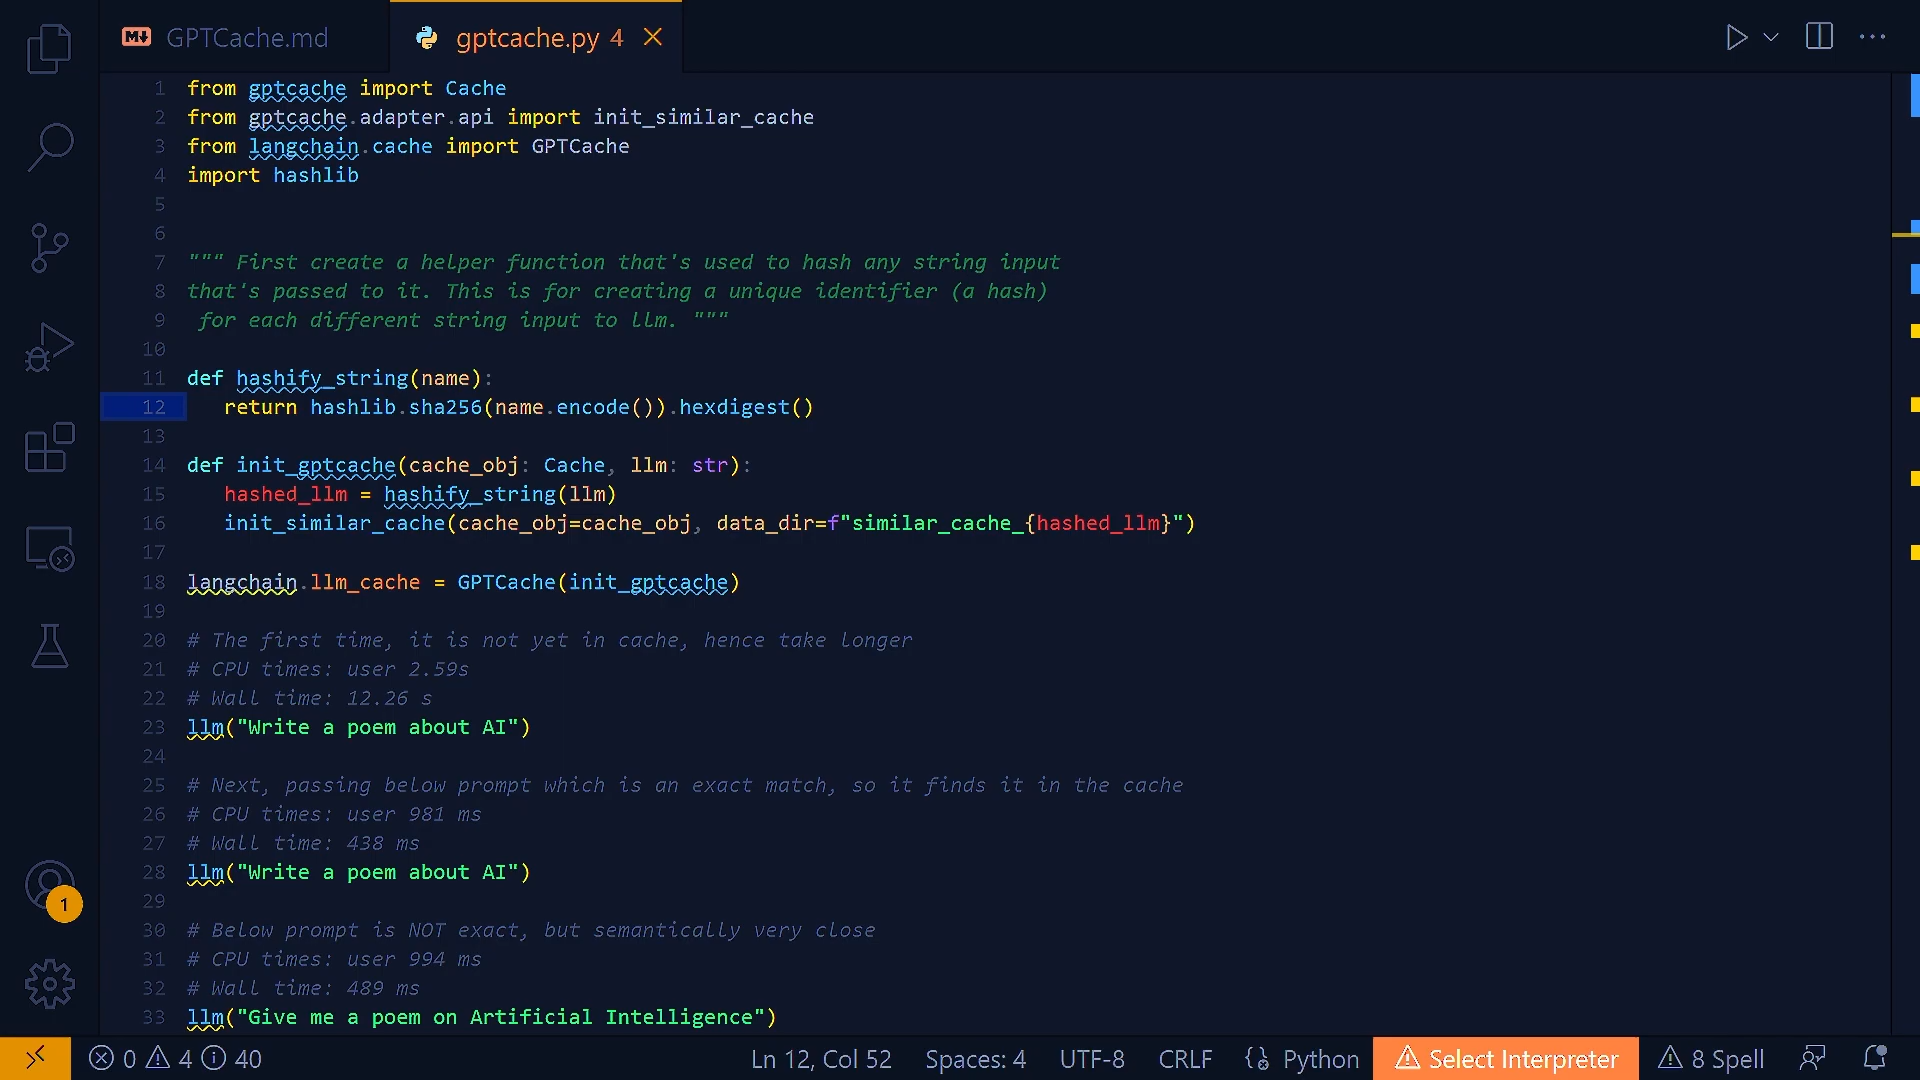 GPTCache.md
gptcache.py 4
1 from gptcache import Cache
2 from gptcache.adapter.api import init_similar_cache
3 from langchain.cache import GPTCache
4 import hashlib
5
6
7 """ First create a helper function that's used to hash any string input
8 that's passed to it. This is for creating a unique identifier (a hash)
9 for each different string input to llm. """
10
11 def hashify_string(name):
12 return hashlib.sha256(name.encode()).hexdigest()
13
14 def init_gptcache(cache_obj: Cache, llm: str):
15 hashed_llm = hashify_string(llm)
16 init_similar_cache(cache_obj=cache_obj, data_dir=f"similar_cache_{hashed_llm}")
17
18 langchain.llm_cache = GPTCache(init_gptcache)
19
20 # The first time, it is not yet in cache, hence take longer
21 # CPU times: user 2.59s
22 # Wall time: 12.26 s
23 llm("Write a poem about AI")
24
25 # Next, passing below prompt which is an exact match, so it finds it in the cache
26 # CPU times: user 981 ms
27 # Wall time: 438 ms
28 llm("Write a poem about AI")
29
30 # Below prompt is NOT exact, but semantically very close
31 # CPU times: user 994 ms
32 # Wall time: 489 ms
33 llm("Give me a poem on Artificial Intelligence")
1
0 4 40 Ln 12, Col 52 Spaces: 4 UTF-8 CRLF Python Select Interpreter 8 Spell